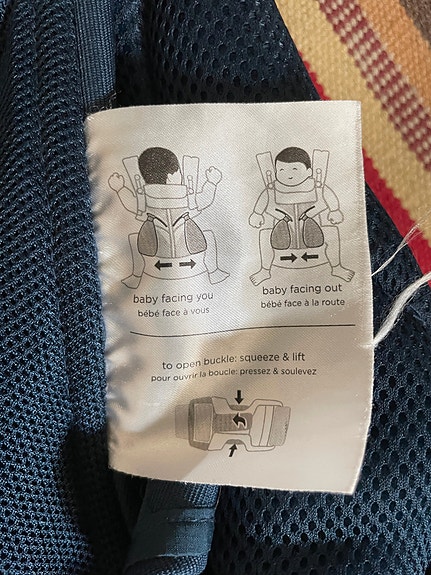 baby facing you
bébé face à vous
baby facing out
bébé face à la route
to open buckle: squeeze & lift
pour ouvrir la boucle: pressez & soulevez